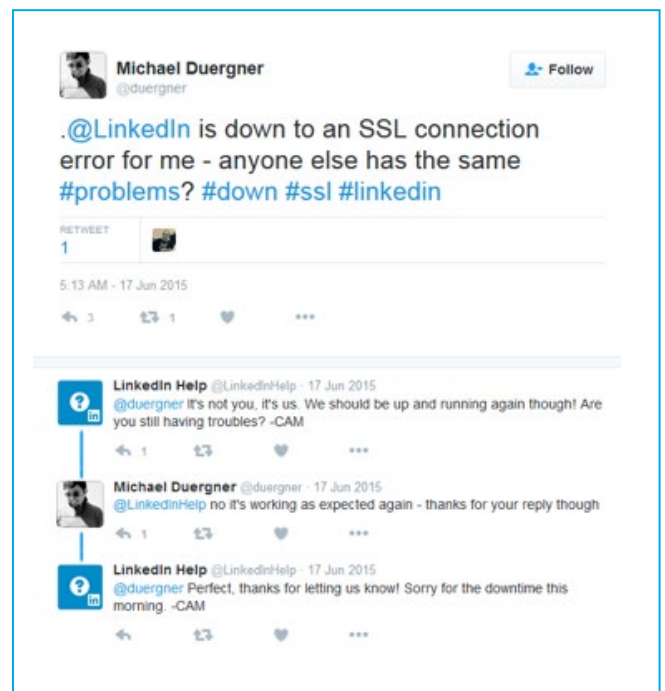 Michael Duergner
@duergner
Follow
.@LinkedIn is down to an SSL connection
error for me - anyone else has the same
#problems? #down #ssl #linkedin
RETWEET
1
5:13 AM - 17 Jun 2015
3 1
LinkedIn Help @LinkedInHelp · 17 Jun 2015
@duergner It's not you, it's us. We should be up and running again though! Are
you still having troubles? -CAM
1
Michael Duergner @duergner · 17 Jun 2015
@LinkedInHelp no it's working as expected again - thanks for your reply though
1
LinkedIn Help @LinkedInHelp · 17 Jun 2015
@duergner Perfect, thanks for letting us know! Sorry for the downtime this
morning. -CAM